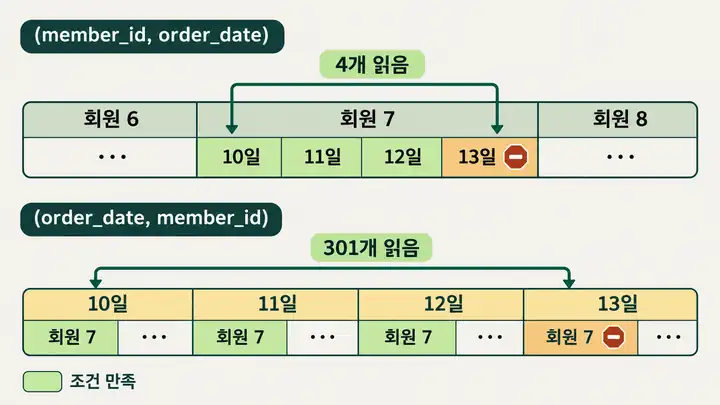 (member_id, order_date)
4개 읽음
회원 6 회원 7 회원 8
... 10일 11일 12일 13일 ...
(order_date, member_id)
301개 읽음
10일 11일 12일 13일
회원 7 ... 회원 7 ... 회원 7 ... 회원 7 ...
조건 만족